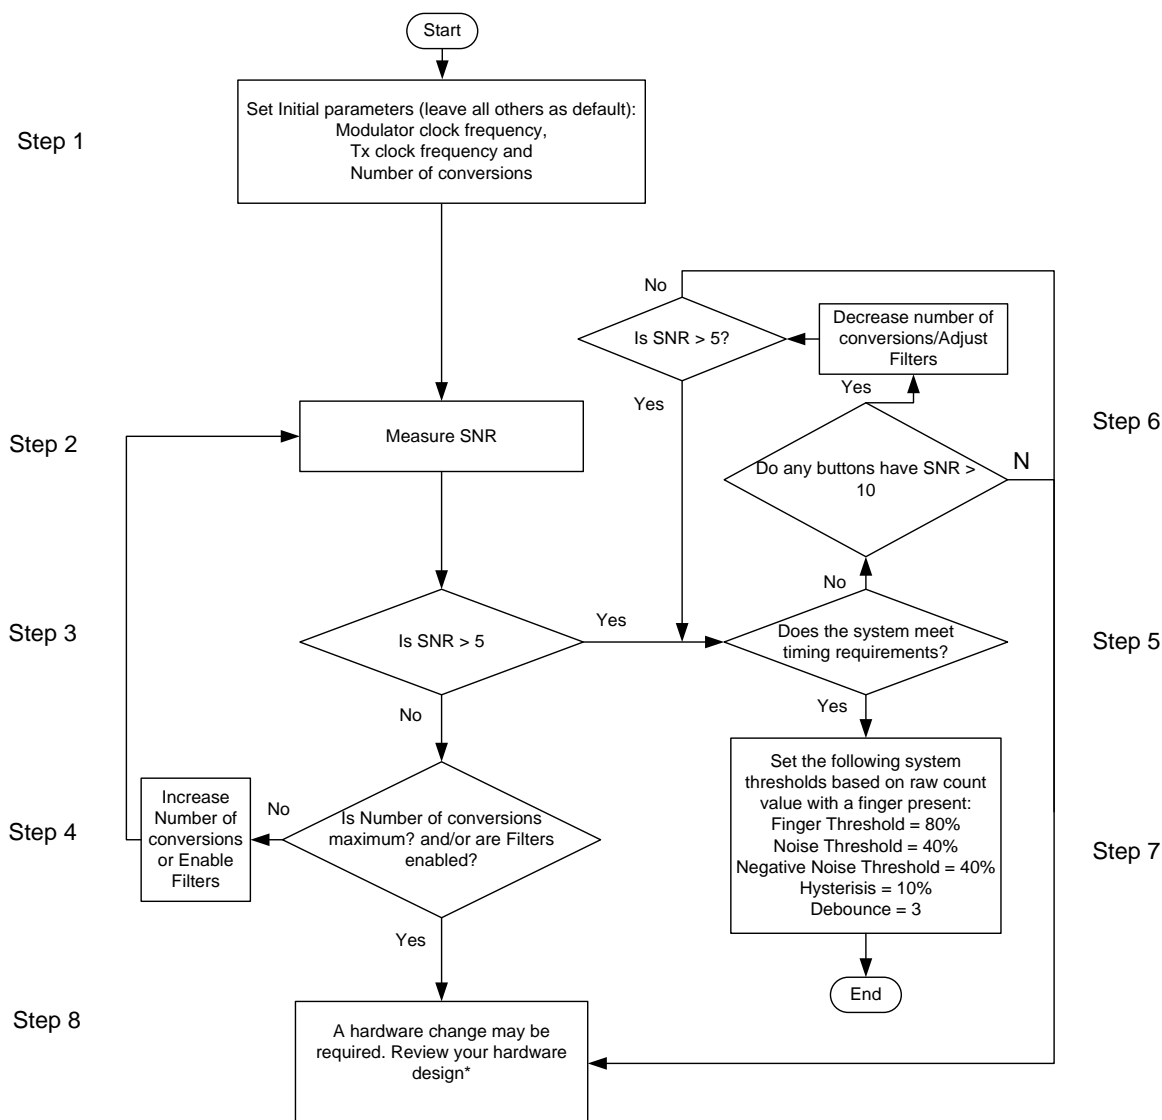 Start
Step 1
Set Initial parameters (leave all others as default):
Modulator clock frequency,
Tx clock frequency and
Number of conversions
No
Is SNR > 5?
Decrease number of
conversions/Adjust
Filters
Yes
Yes
Step 6
Step 2
Measure SNR
Do any buttons have SNR >
10
N
No
Step 3
Is SNR > 5
Yes
Does the system meet
timing requirements?
Step 5
No
Yes
Step 4
Increase
Number of
conversions
or Enable
Filters
No
Is Number of conversions
maximum? and/or are Filters
enabled?
Set the following system
thresholds based on raw count
value with a finger present:
Finger Threshold = 80%
Noise Threshold = 40%
Negative Noise Threshold = 40%
Hysterisis = 10%
Debounce = 3
Step 7
Yes
End
Step 8
A hardware change may be
required. Review your hardware
design*